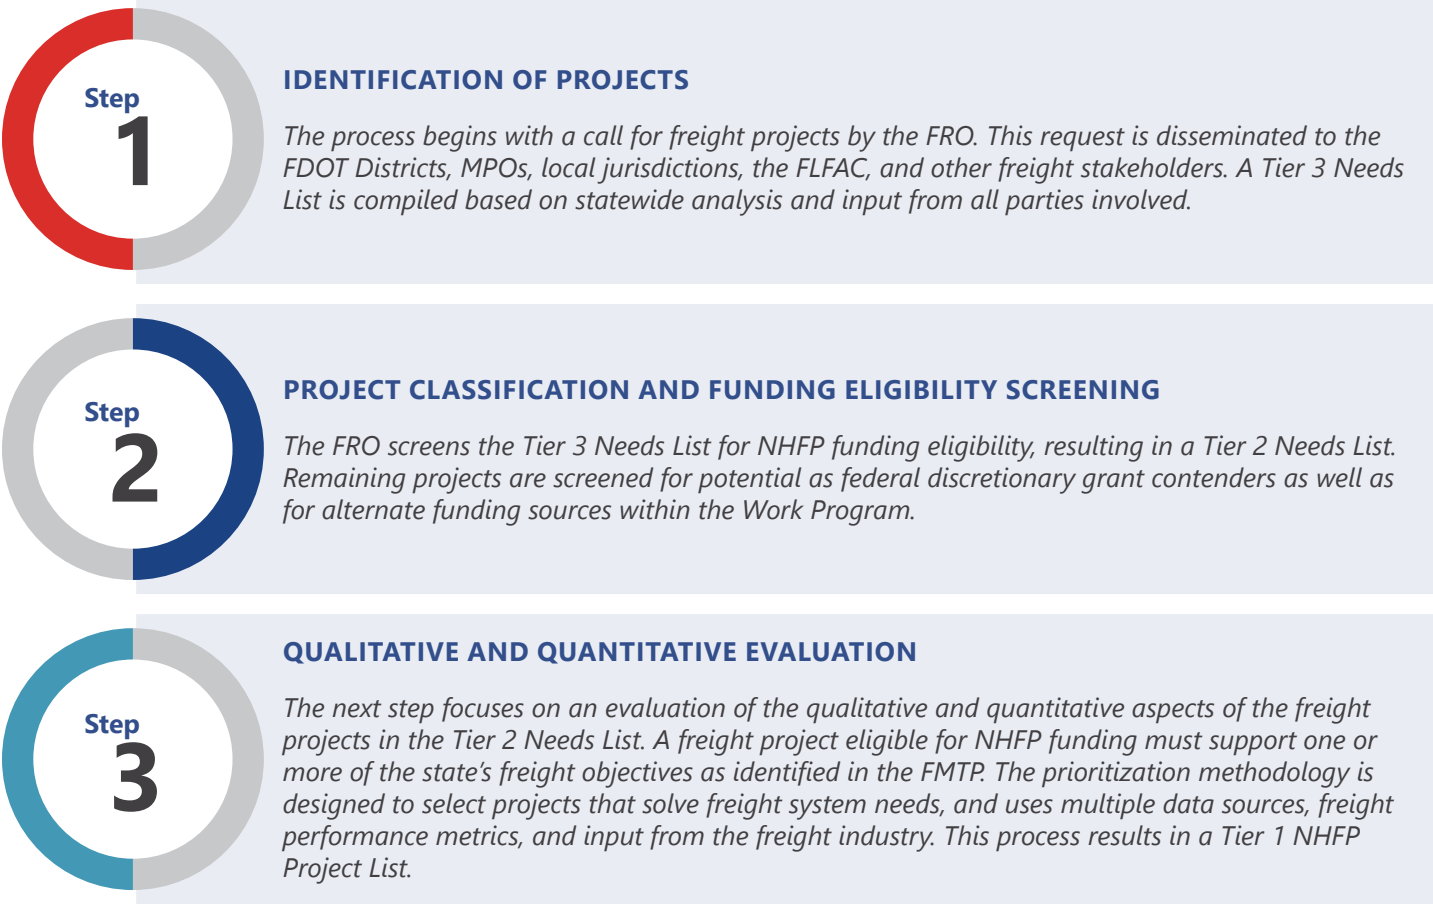 Step
1
IDENTIFICATION OF PROJECTS
The process begins with a call for freight projects by the FRO. This request is disseminated to the
FDOT Districts, MPOs, local jurisdictions, the FLFAC, and other freight stakeholders. A Tier 3 Needs
List is compiled based on statewide analysis and input from all parties involved.
Step
2
PROJECT CLASSIFICATION AND FUNDING ELIGIBILITY SCREENING
The FRO screens the Tier 3 Needs List for NHFP funding eligibility, resulting in a Tier 2 Needs List.
Remaining projects are screened for potential as federal discretionary grant contenders as well as
for alternate funding sources within the Work Program.
Step
3
QUALITATIVE AND QUANTITATIVE EVALUATION
The next step focuses on an evaluation of the qualitative and quantitative aspects of the freight
projects in the Tier 2 Needs List. A freight project eligible for NHFP funding must support one or
more of the state’s freight objectives as identified in the FMTP. The prioritization methodology is
designed to select projects that solve freight system needs, and uses multiple data sources, freight
performance metrics, and input from the freight industry. This process results in a Tier 1 NHFP
Project List.